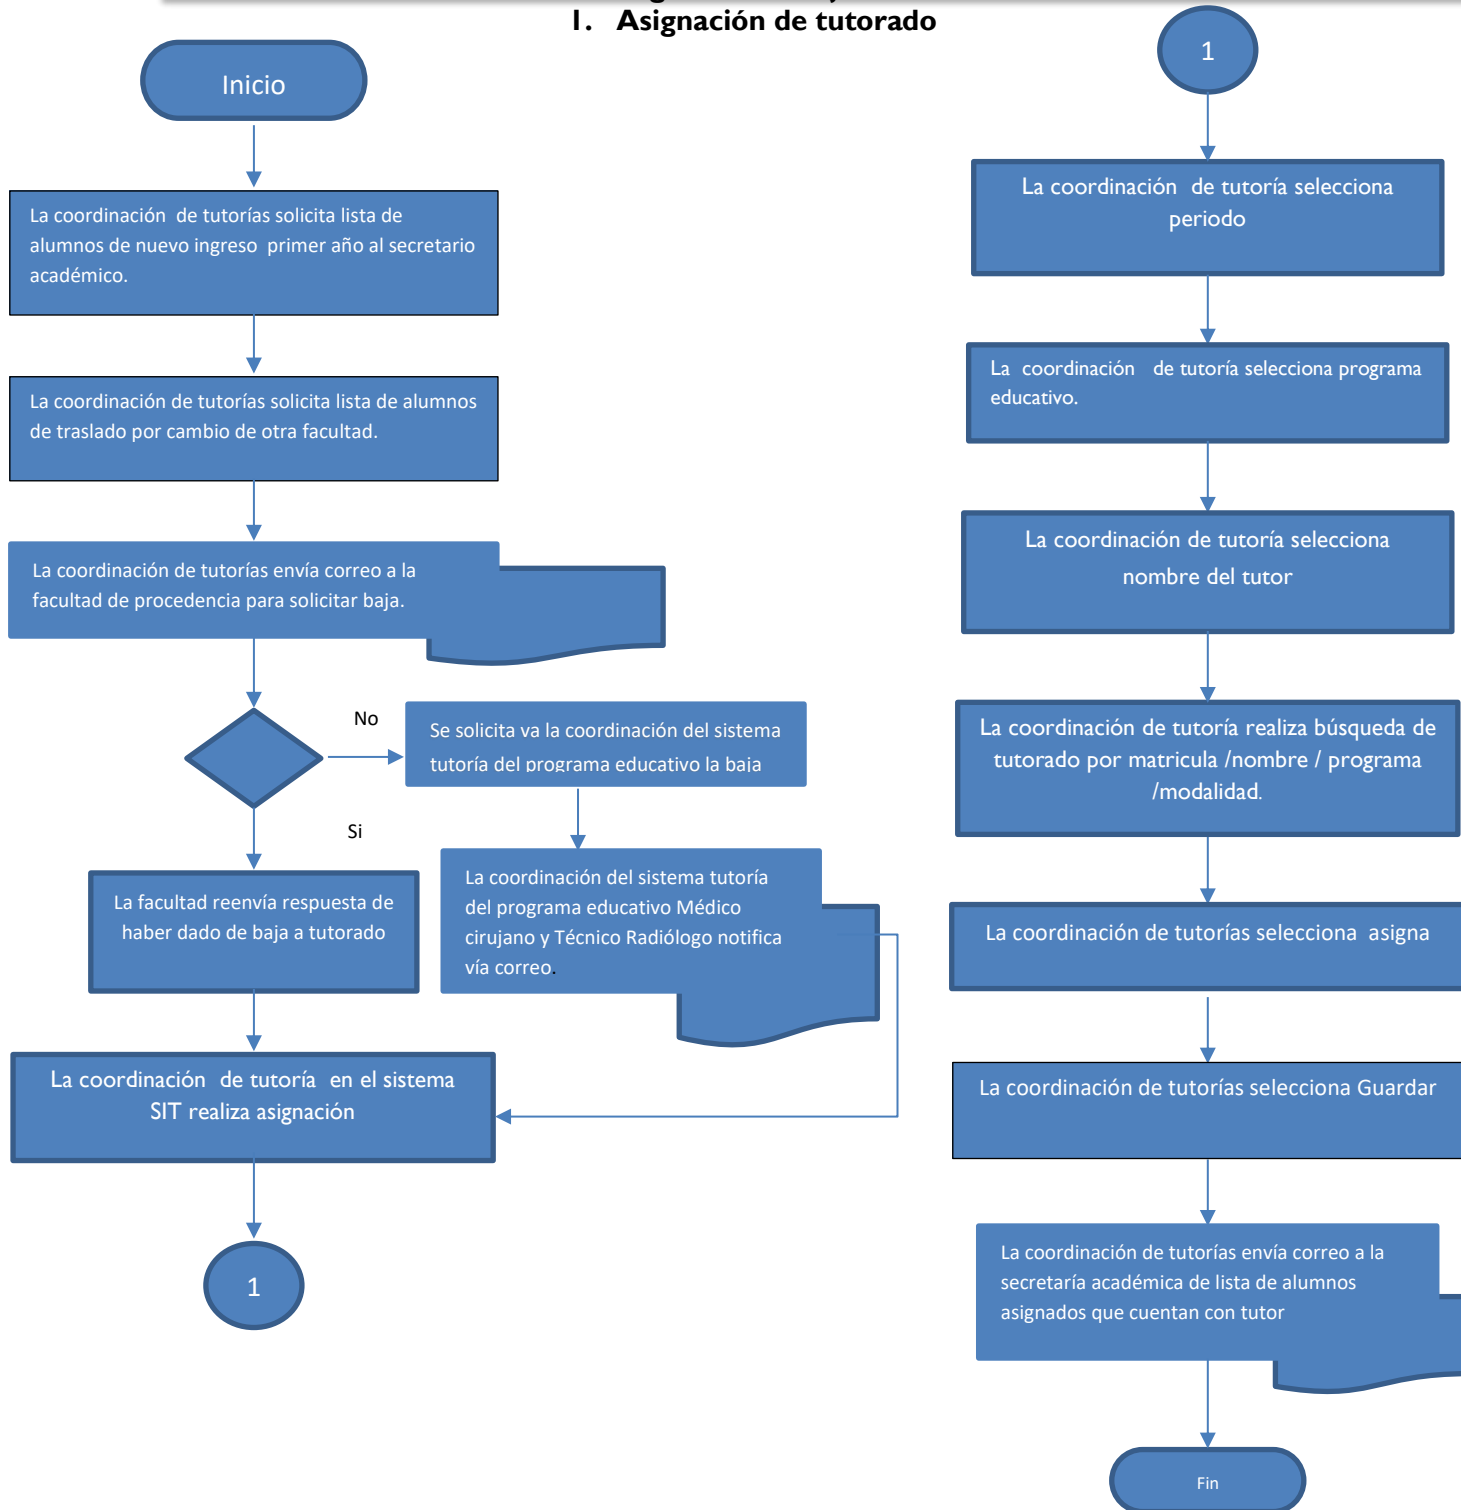 1. Asignación de tutorado
Inicio
La coordinación de tutorías solicita lista de
alumnos de nuevo ingreso primer año al secretario
académico.
La coordinación de tutorías solicita lista de alumnos
de traslado por cambio de otra facultad.
La coordinación de tutorías envía correo a la
facultad de procedencia para solicitar baja.
No
Se solicita va la coordinación del sistema
tutoría del programa educativo la baja
Si
La facultad reenvía respuesta de
haber dado de baja a tutorado
La coordinación del sistema tutoría
del programa educativo Médico
cirujano y Técnico Radiólogo notifica
vía correo.
La coordinación de tutoría en el sistema
SIT realiza asignación
1
1
La coordinación de tutoría selecciona
periodo
La coordinación de tutoría selecciona programa
educativo.
La coordinación de tutoría selecciona
nombre del tutor
La coordinación de tutoría realiza búsqueda de
tutorado por matricula /nombre / programa
/modalidad.
La coordinación de tutorías selecciona asigna
La coordinación de tutorías selecciona Guardar
La coordinación de tutorías envía correo a la
secretaría académica de lista de alumnos
asignados que cuentan con tutor
Fin